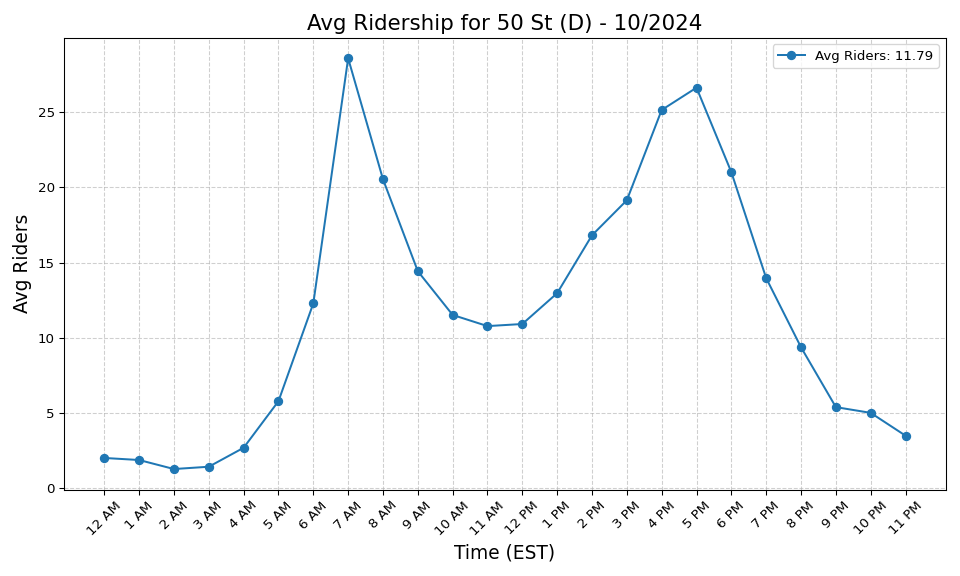 Avg Ridership for 50 St (D) - 10/2024
Avg Riders: 11.79
Avg Riders
25
20
15
10
5
0
12 AM
1 AM
2 AM
3 AM
4 AM
5 AM
6 AM
7 AM
8 AM
9 AM
10 AM
11 AM
12 PM
1 PM
2 PM
3 PM
4 PM
5 PM
6 PM
7 PM
8 PM
9 PM
10 PM
11 PM
Time (EST)